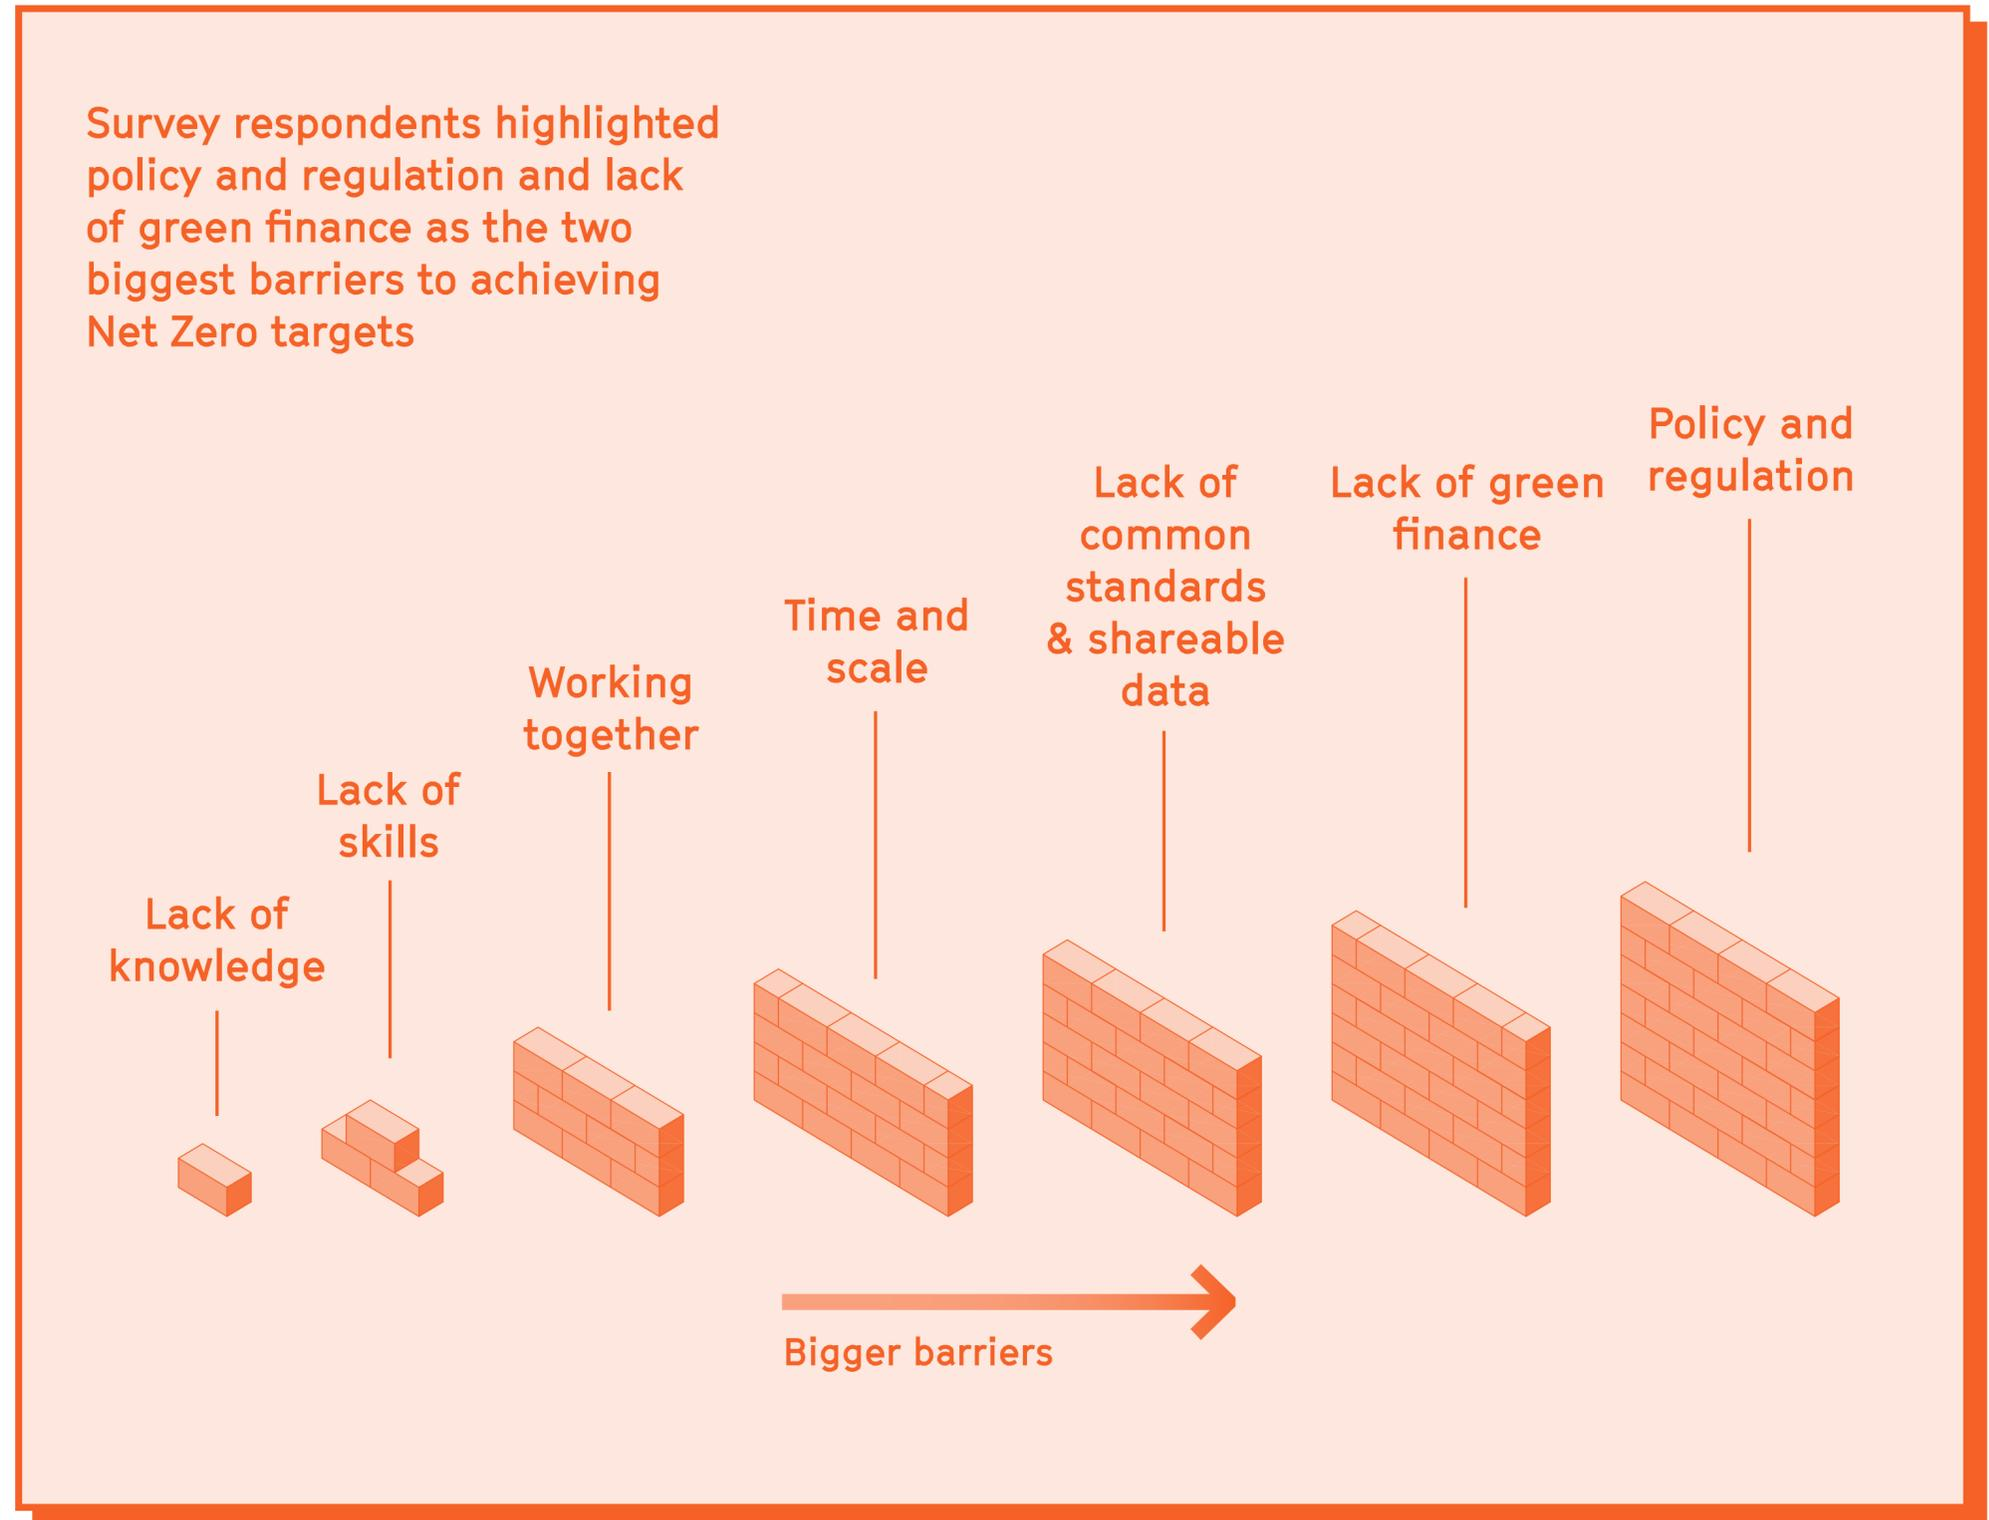 Survey respondents highlighted
policy and regulation and lack
of green finance as the two
biggest barriers to achieving
Net Zero targets
Lack of
knowledge
Lack of
skills
Working
together
Time and
scale
Lack of
common
standards
& shareable
data
Lack of green
finance
Policy and
regulation
Bigger barriers